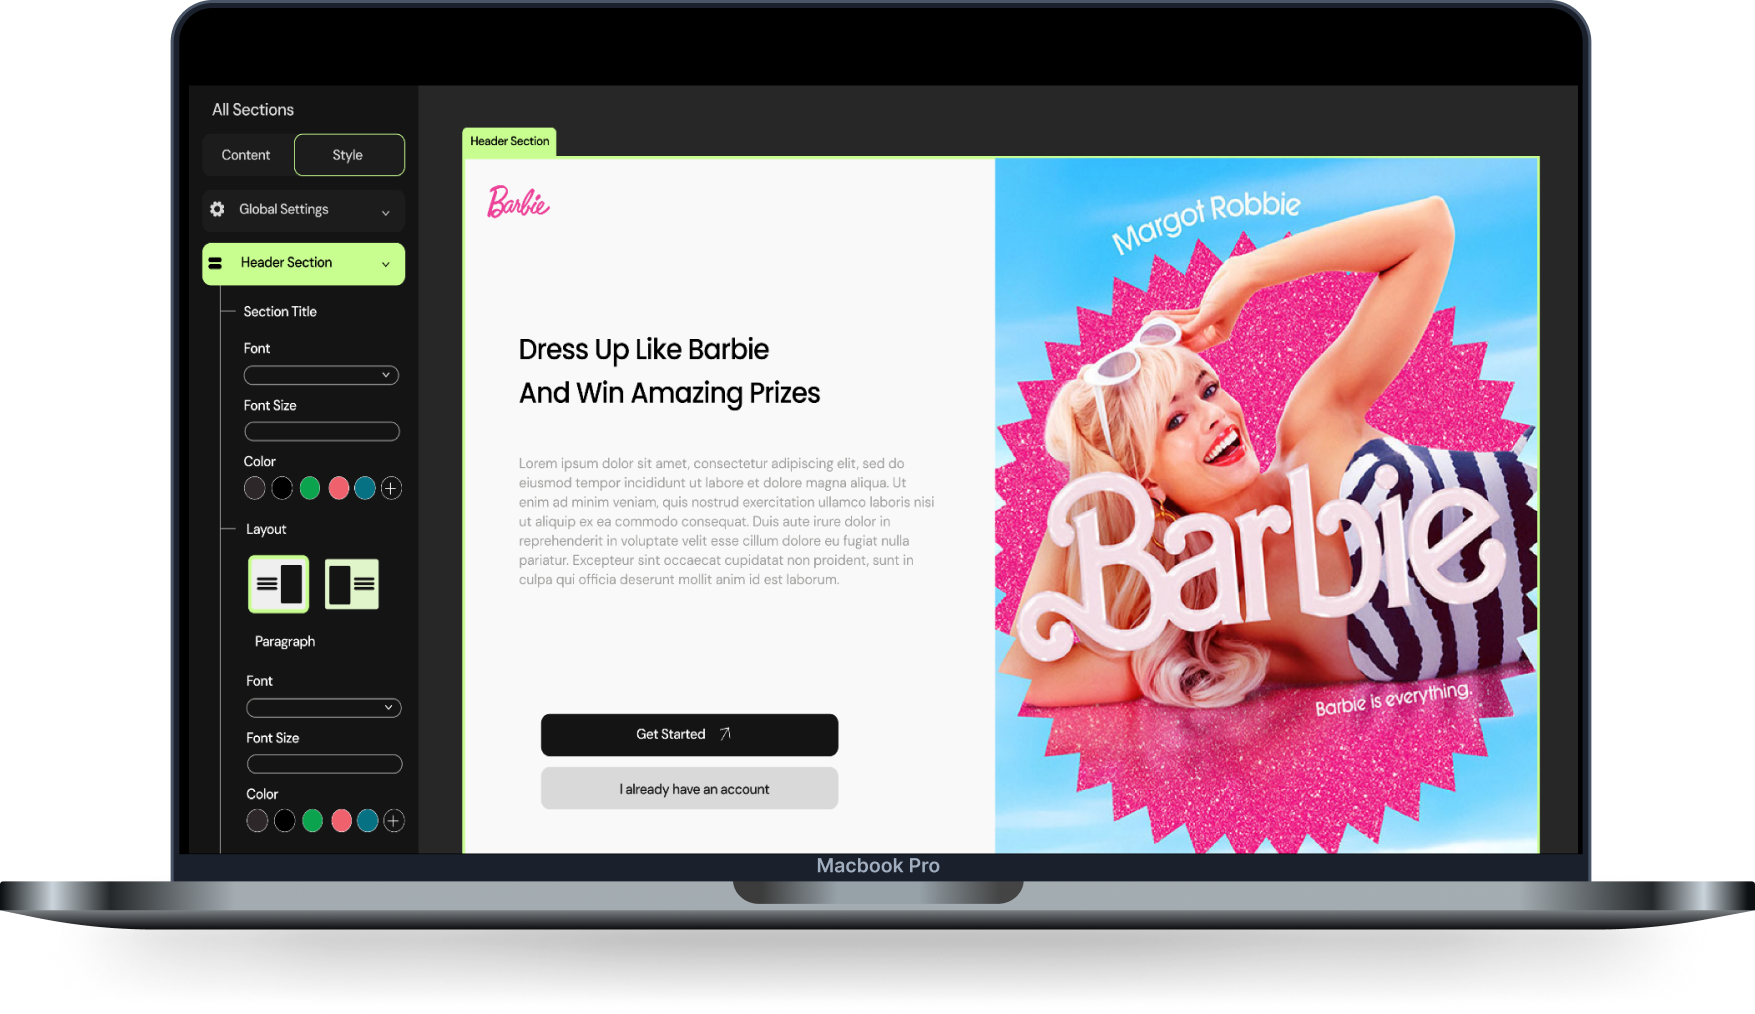 All Sections
Content
Style
Global Settings
Header Section
Section Title
Font
Font Size
Color
Layout
Paragraph
Font
Font Size
Color
Header Section
Barbie
Dress Up Like Barbie
And Win Amazing Prizes
Lorem ipsum dolor sit amet, consectetur adipiscing elit, sed do
eiusmod tempor incididunt ut labore et dolore magna aliqua. Ut
enim ad minim veniam, quis nostrud exercitation ullamco laboris nisi
ut aliquip ex ea commodo consequat. Duis aute irure dolor in
reprehenderit in voluptate velit esse cillum dolore eu fugiat nulla
pariatur. Excepteur sint occaecat cupidatat non proident, sunt in
culpa qui officia deserunt mollit anim id est laborum.
Get Started
I already have an account
Margot Robbie
Barbie
Barbie is everything.
Macbook Pro